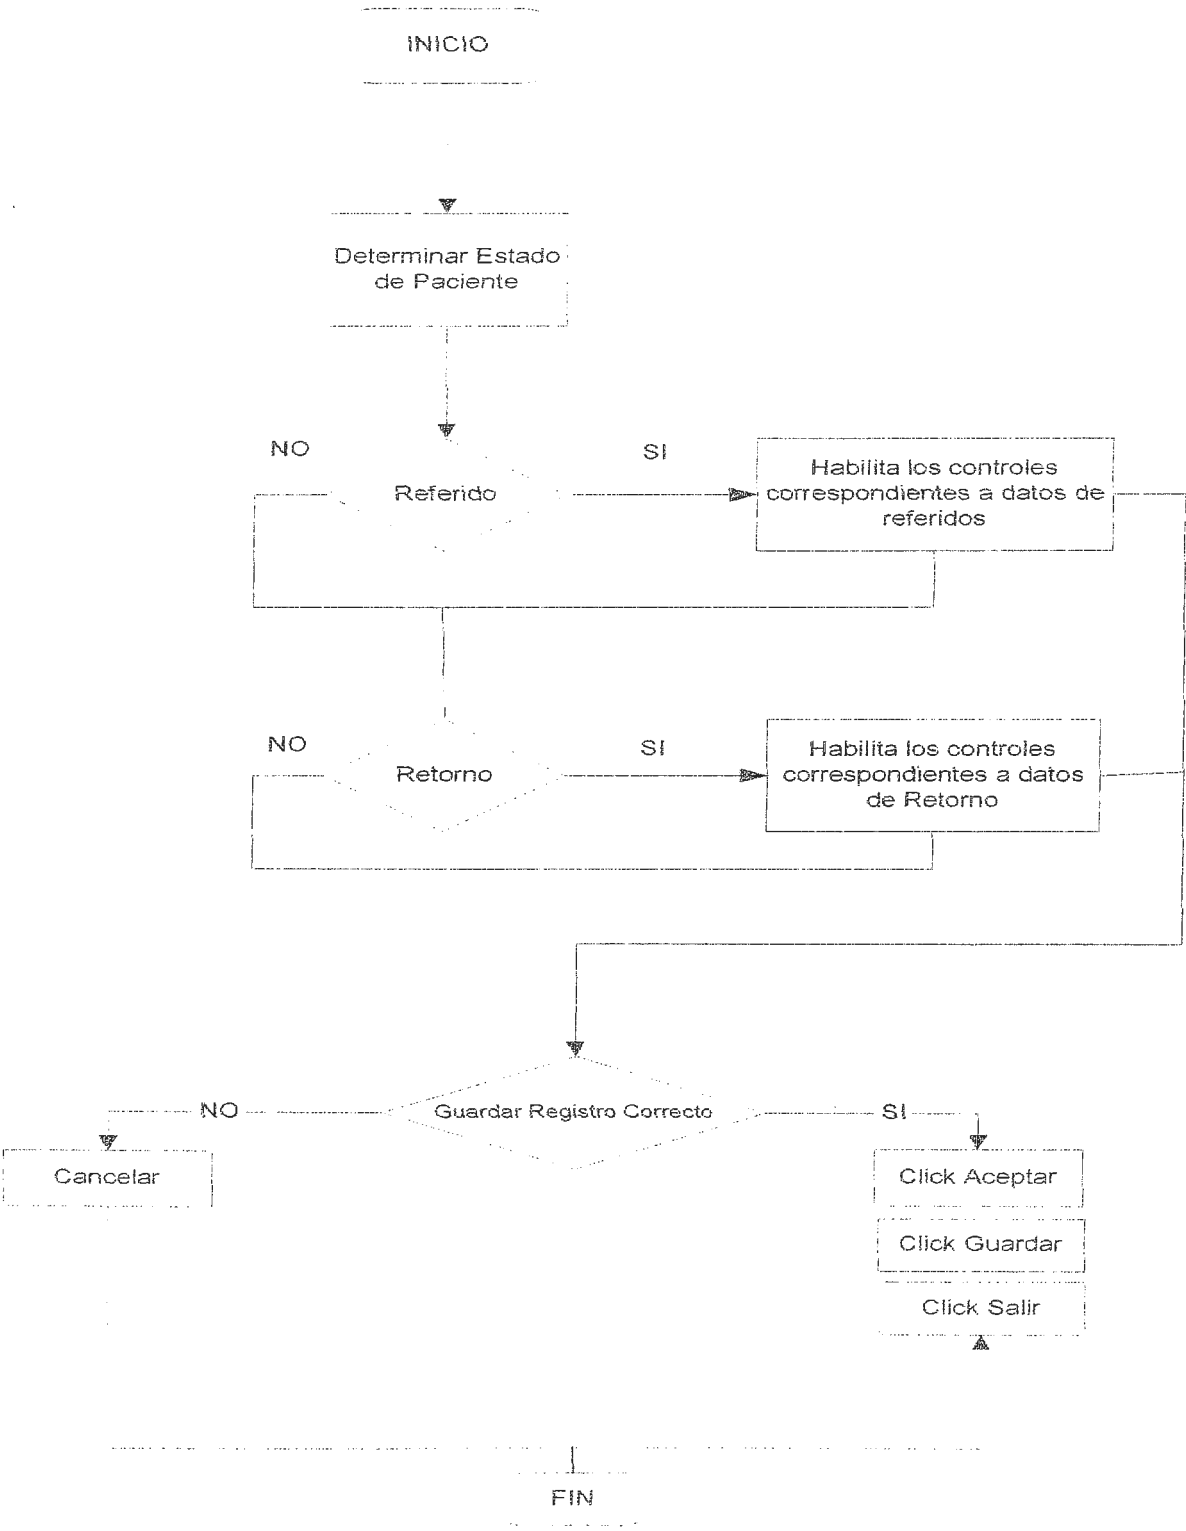 INICIO
Determinar Estado
de Paciente
NO
SI
Referido
Habilita los controles
correspondientes a datos de
referidos
NO
SI
Retorno
Habilita los controles
correspondientes a datos
de Retorno
NO
Guardar Registro Correcto
SI
Cancelar
Click Aceptar
Click Guardar
Click Salir
FIN